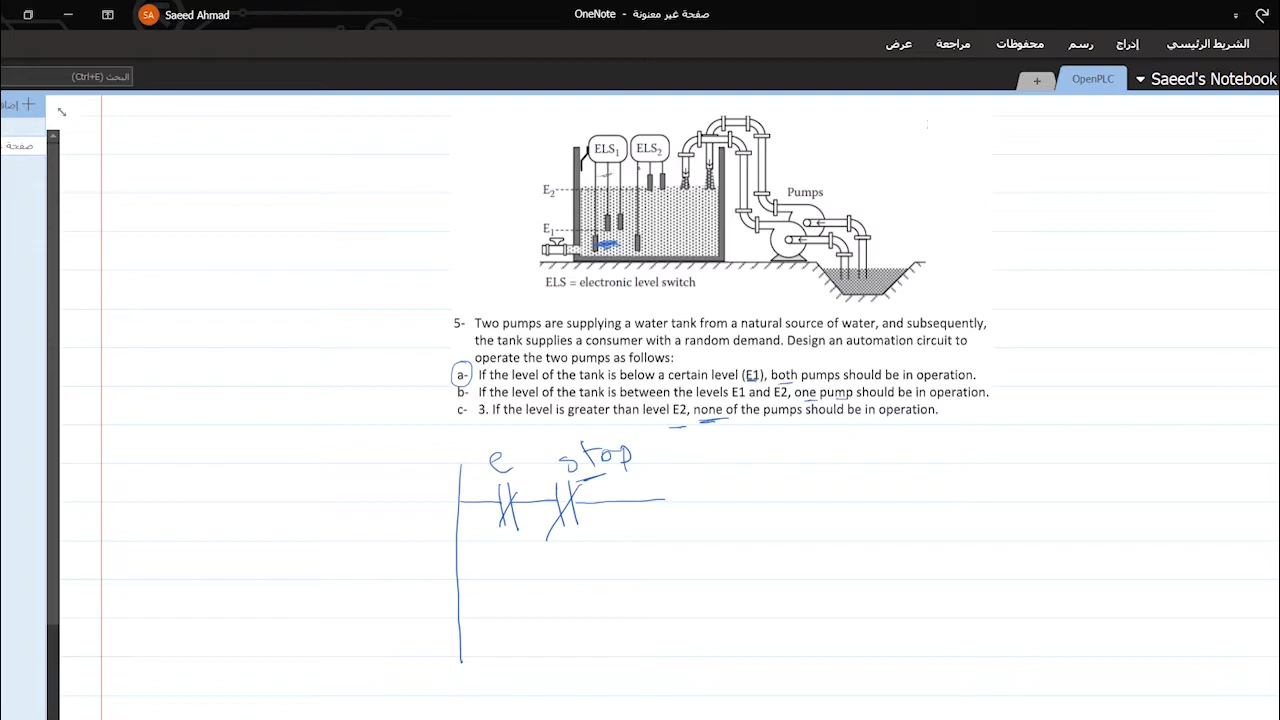 SA Saeed Ahmad
صفحة غير معنونة - OneNote
الشريط الرئيسي إدراج رسم محفوظات مراجعة عرض
البحث (Ctrl+E)
OpenPLC
Saeed's Notebook
صفحة
ELS₁ ELS₂
E₂
Pumps
E₁
ELS = electronic level switch
5- Two pumps are supplying a water tank from a natural source of water, and subsequently,
the tank supplies a consumer with a random demand. Design an automation circuit to
operate the two pumps as follows:
a- If the level of the tank is below a certain level (E1), both pumps should be in operation.
b- If the level of the tank is between the levels E1 and E2, one pump should be in operation.
c- 3. If the level is greater than level E2, none of the pumps should be in operation.
e stop